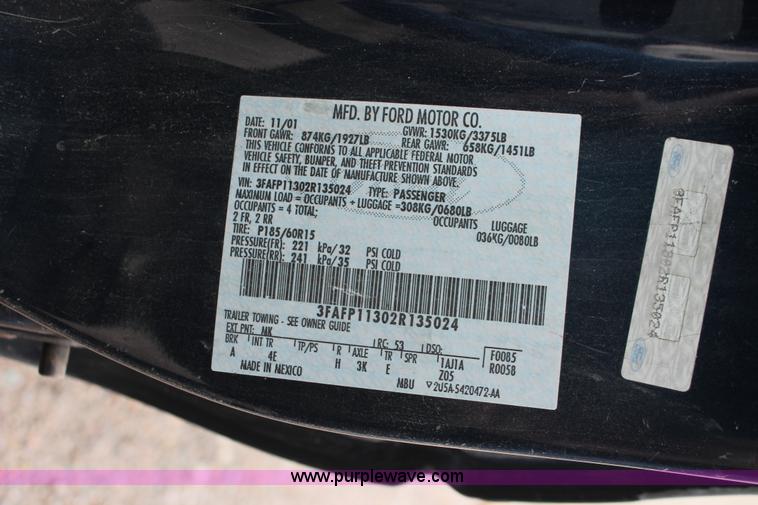 MFD. BY FORD MOTOR CO.
DATE: 11/01 GVWR: 1530KG/3375LB
FRONT GAWR: 874KG/1927LB REAR GAWR: 658KG/1451LB
THIS VEHICLE CONFORMS TO ALL APPLICABLE FEDERAL MOTOR
VEHICLE SAFETY, BUMPER, AND THEFT PREVENTION STANDARDS
IN EFFECT ON THE DATE OF MANUFACTURE SHOWN ABOVE.
VIN: 3FAFP11302R135024 TYPE: PASSENGER
MAXIMUM LOAD = OCCUPANTS + LUGGAGE = 308KG/0680LB
OCCUPANTS = 4 TOTAL: OCCUPANTS LUGGAGE
2 FR, 2 RR 036KG/0080LB
TIRE: P185/60R15
PRESSURE(FR): 221 kPa/32 PSI COLD
PRESSURE(RR): 241 kPa/35 PSI COLD
3FAFP11302R135024
TRAILER TOWING - SEE OWNER GUIDE
EXT PNT: MK RC: 53 DSO: F0085
BRK INT TR TP/PS R AXLE TR SPR 1AJ1A R0058
A 4E H 3K E Z05
MADE IN MEXICO MBU 2U5A-5420472-AA
Ford
3FAFP11302R135024
Ford
www.purplewave.com